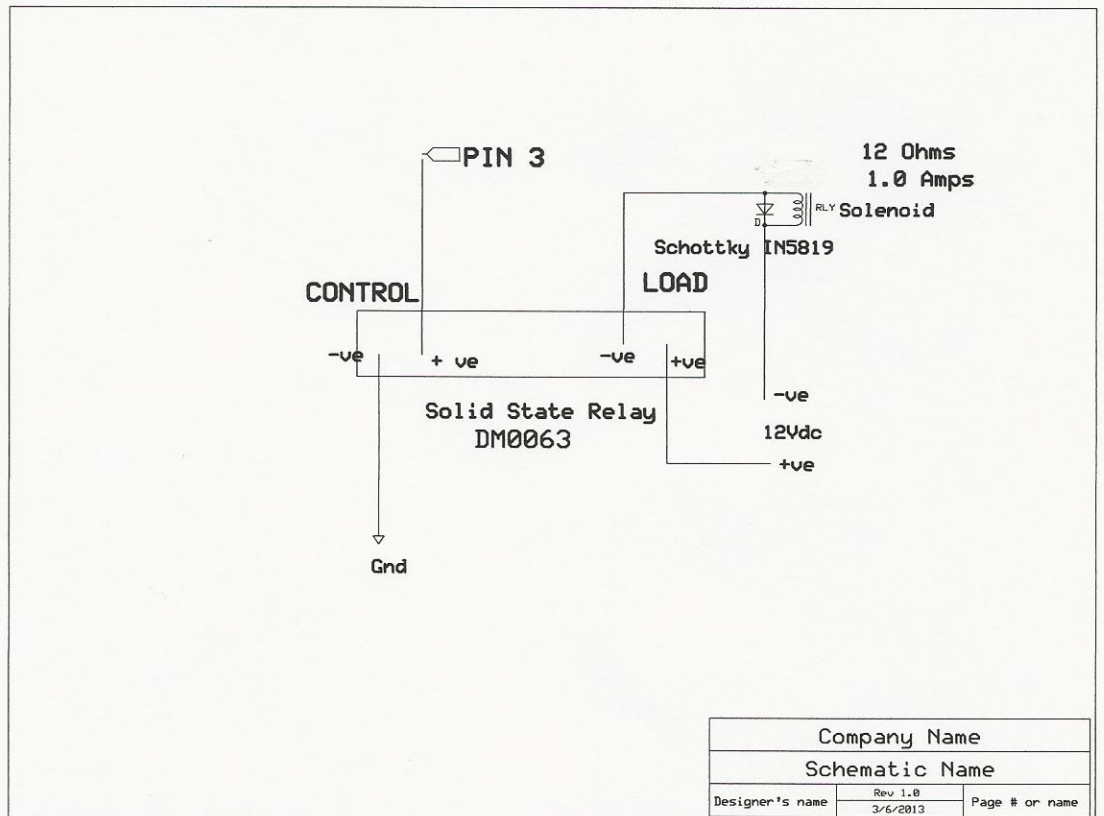 PIN 3
12 Ohms
1.0 Amps
RLY Solenoid
D
Schottky IN5819
CONTROL
LOAD
-ve
+ ve
-ve
+ve
Solid State Relay
DM0063
-ve
12Vdc
+ve
Gnd
Company Name
Schematic Name
Designer's name
Rev 1.0
3/6/2013
Page # or name